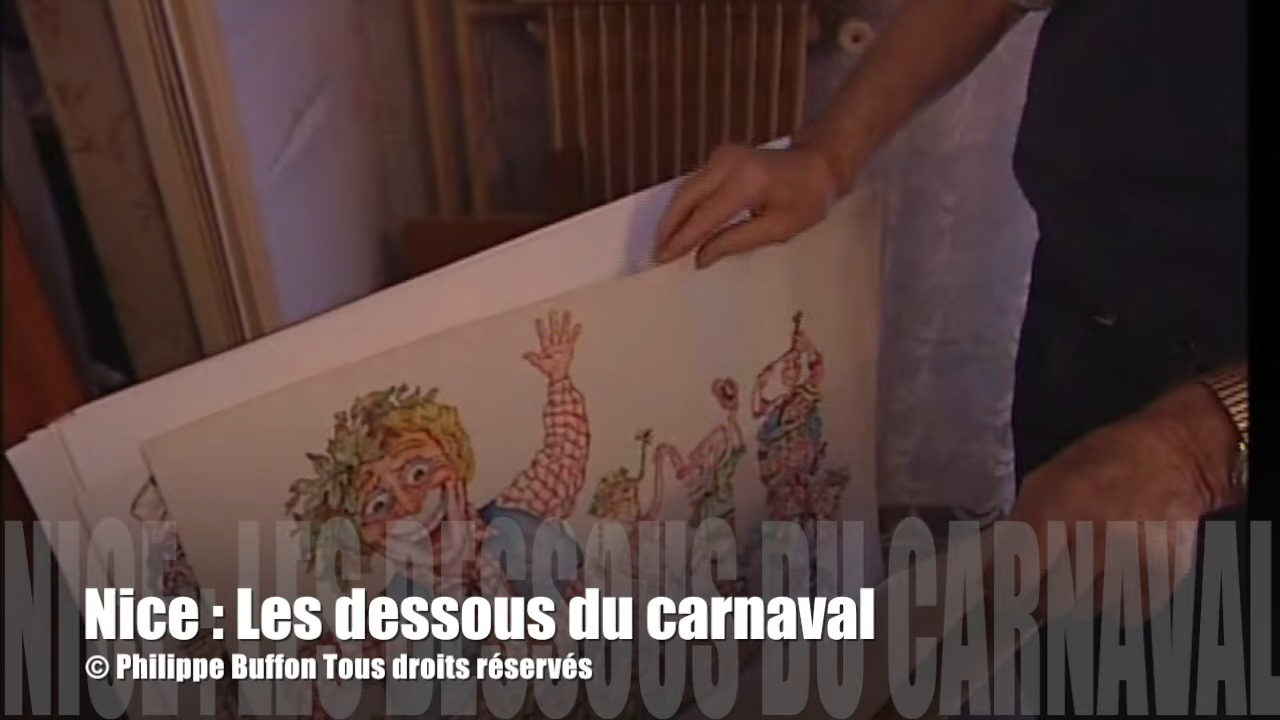 Nice : Les dessous du carnaval
© Philippe Buffon Tous droits réservés
NICE : LES DESSOUS DU CARNAVAL